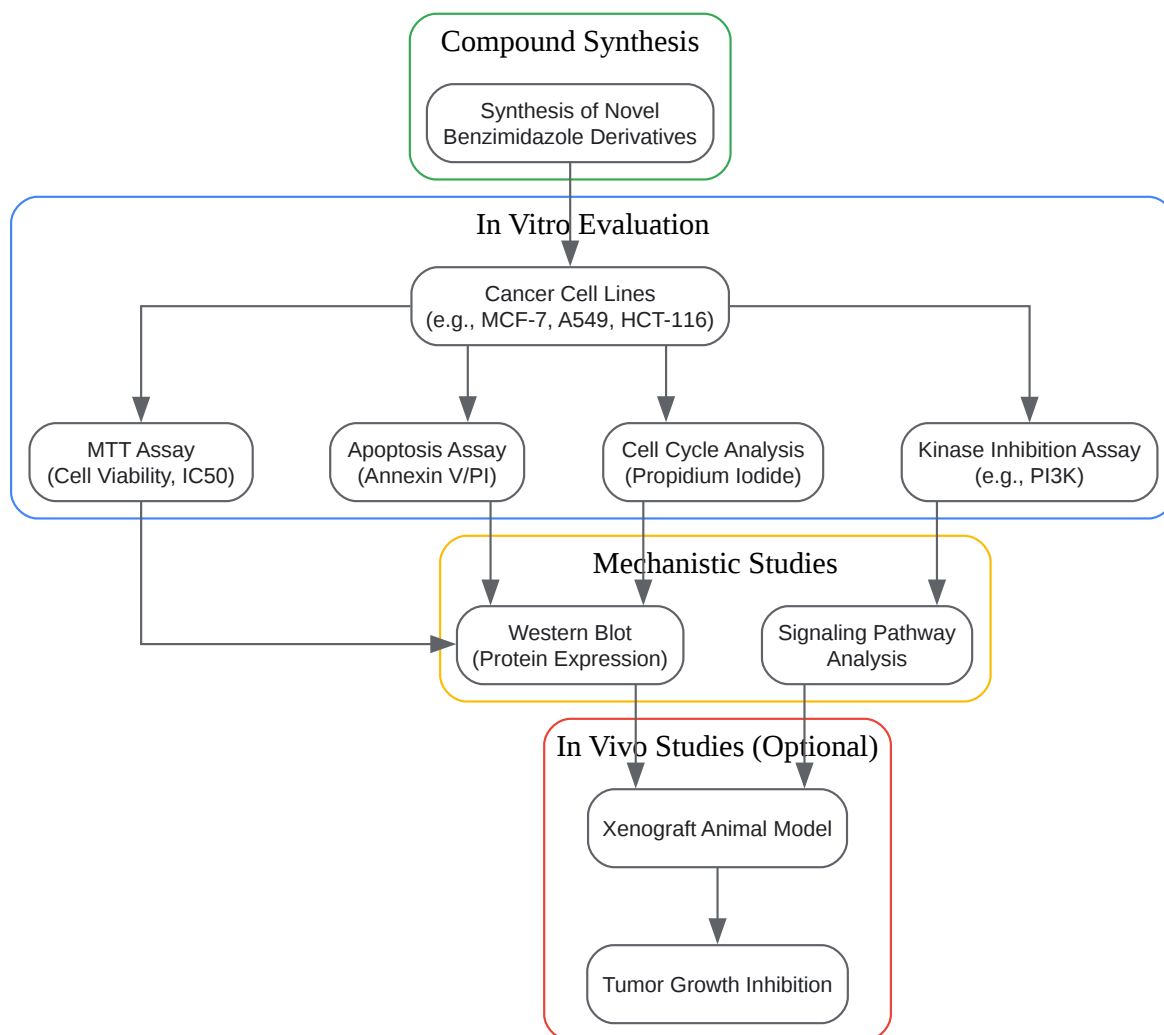 Compound Synthesis
Synthesis of Novel
Benzimidazole Derivatives
In Vitro Evaluation
Cancer Cell Lines
(e.g., MCF-7, A549, HCT-116)
MTT Assay
(Cell Viability, IC50)
Apoptosis Assay
(Annexin V/PI)
Cell Cycle Analysis
(Propidium Iodide)
Kinase Inhibition Assay
(e.g., PI3K)
Mechanistic Studies
Western Blot
(Protein Expression)
Signaling Pathway
Analysis
In Vivo Studies (Optional)
Xenograft Animal Model
Tumor Growth Inhibition